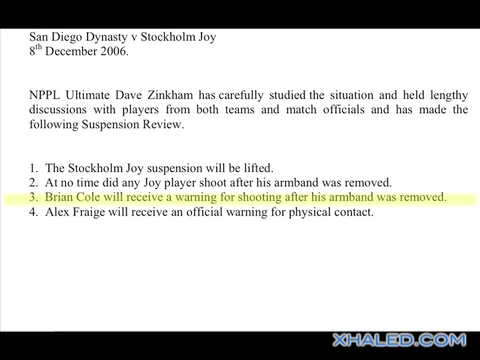 San Diego Dynasty v Stockholm Joy
8th December 2006.
NPPL Ultimate Dave Zinkham has carefully studied the situation and held lengthy
discussions with players from both teams and match officials and has made the
following Suspension Review.
1. The Stockholm Joy suspension will be lifted.
2. At no time did any Joy player shoot after his armband was removed.
3. Brian Cole will receive a warning for shooting after his armband was removed.
4. Alex Fraige will receive an official warning for physical contact.
XHALED.COM